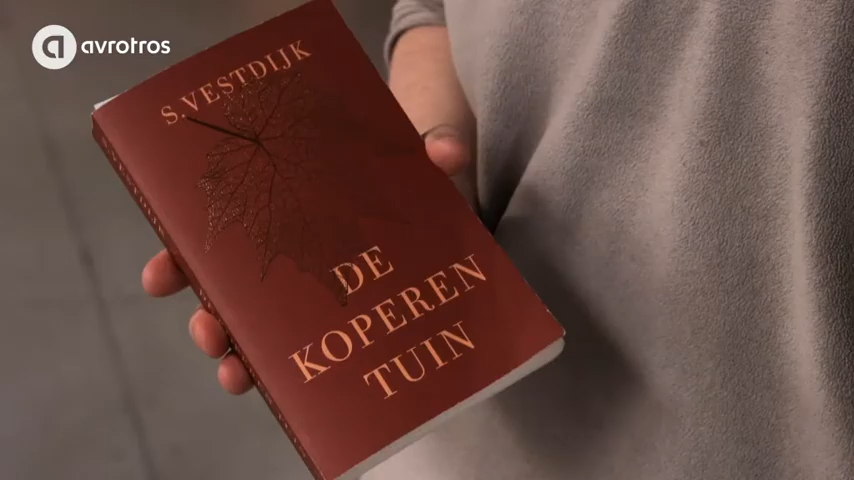 avrotros
S. VESTDIJK
DE
KOPEREN
TUIN